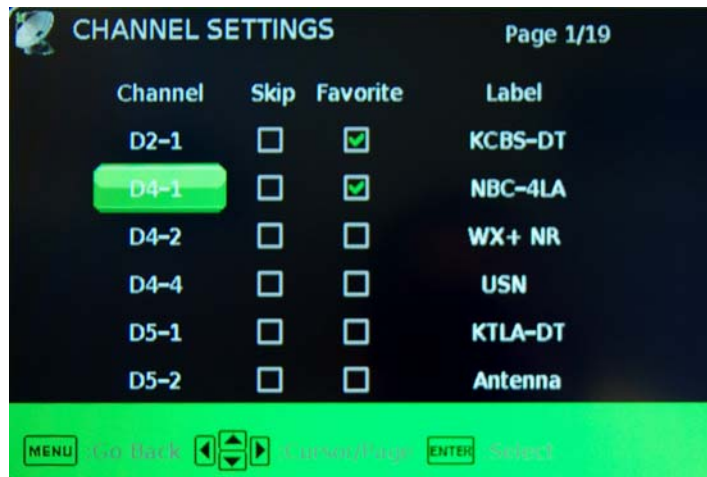 CHANNEL SETTINGS Page 1/19
Channel Skip Favorite Label
D2-1 KCBS-DT
D4-1 NBC-4LA
D4-2 WX+ NR
D4-4 USN
D5-1 KTLA-DT
D5-2 Antenna
MENU :Go Back :Cursor/Page ENTER :Select